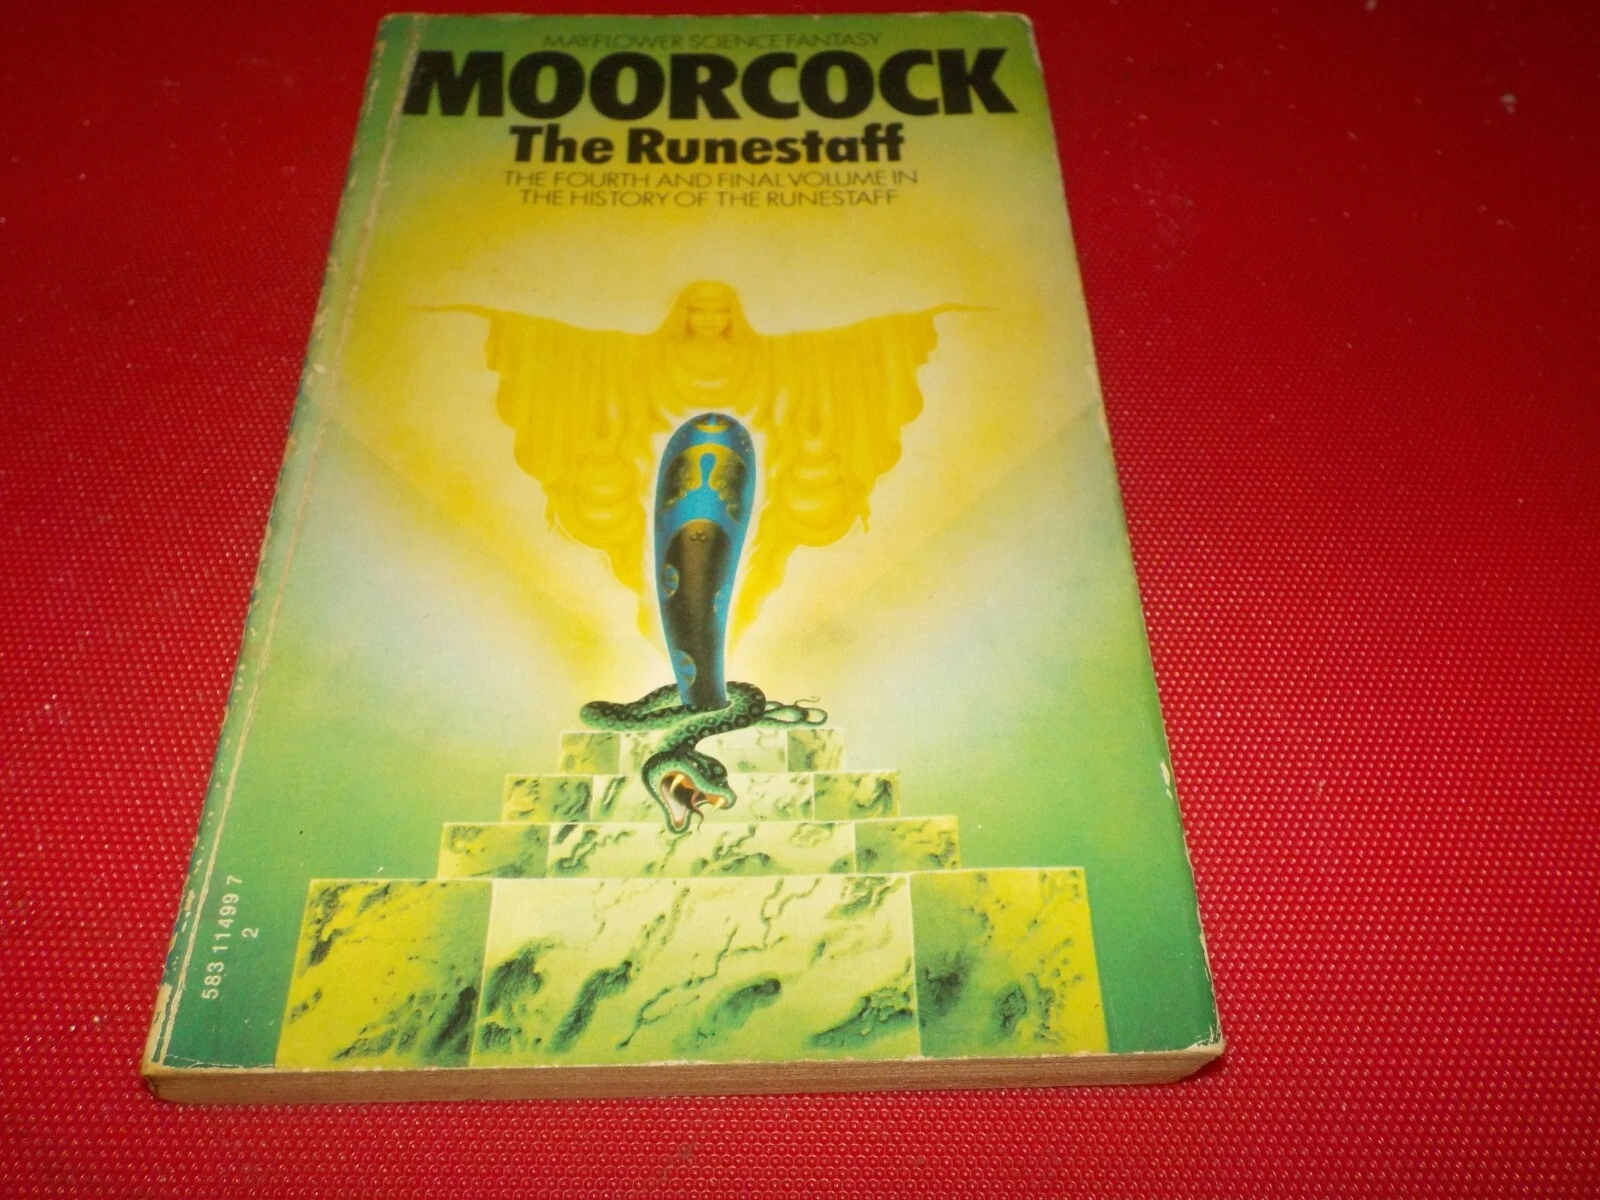 MAYFLOWER SCIENCE FANTASY
MOORCOCK
The Runestaff
THE FOURTH AND FINAL VOLUME IN
THE HISTORY OF THE RUNESTAFF
583 11499 7
2